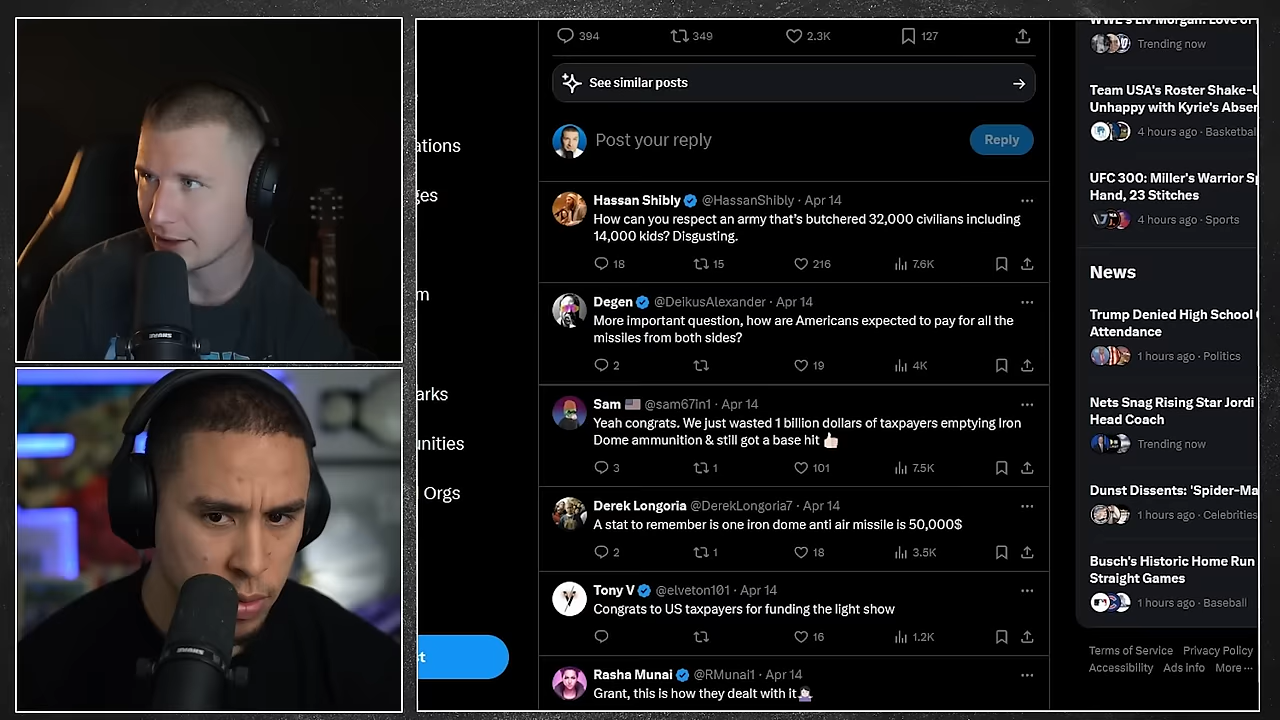 394 349 2.3K 127
See similar posts
Post your reply
Reply
Hassan Shibly @HassanShibly · Apr 14
How can you respect an army that's butchered 32,000 civilians including
14,000 kids? Disgusting.
18 15 216 7.6K
Degen @DeikusAlexander · Apr 14
More important question, how are Americans expected to pay for all the
missiles from both sides?
2 19 4K
Sam @sam67in1 · Apr 14
Yeah congrats. We just wasted 1 billion dollars of taxpayers emptying Iron
Dome ammunition & still got a base hit
3 1 101 7.5K
Derek Longoria @DerekLongoria7 · Apr 14
A stat to remember is one iron dome anti air missile is 50,000$
2 1 18 3.5K
Tony V @elveton101 · Apr 14
Congrats to US taxpayers for funding the light show
16 1.2K
Rasha Munai @RMunai1 · Apr 14
Grant, this is how they dealt with it
ations
ges
m
arks
unities
Orgs
t
WWE's Liv Morgan: Love or
Trending now
Team USA's Roster Shake-U
Unhappy with Kyrie's Absen
4 hours ago · Basketbal
UFC 300: Miller's Warrior Sp
Hand, 23 Stitches
4 hours ago · Sports
News
Trump Denied High School
Attendance
1 hours ago · Politics
Nets Snag Rising Star Jordi
Head Coach
Trending now
Dunst Dissents: 'Spider-Ma
1 hours ago · Celebrities
Busch's Historic Home Run
Straight Games
1 hours ago · Baseball
Terms of Service Privacy Policy
Accessibility Ads info More ···